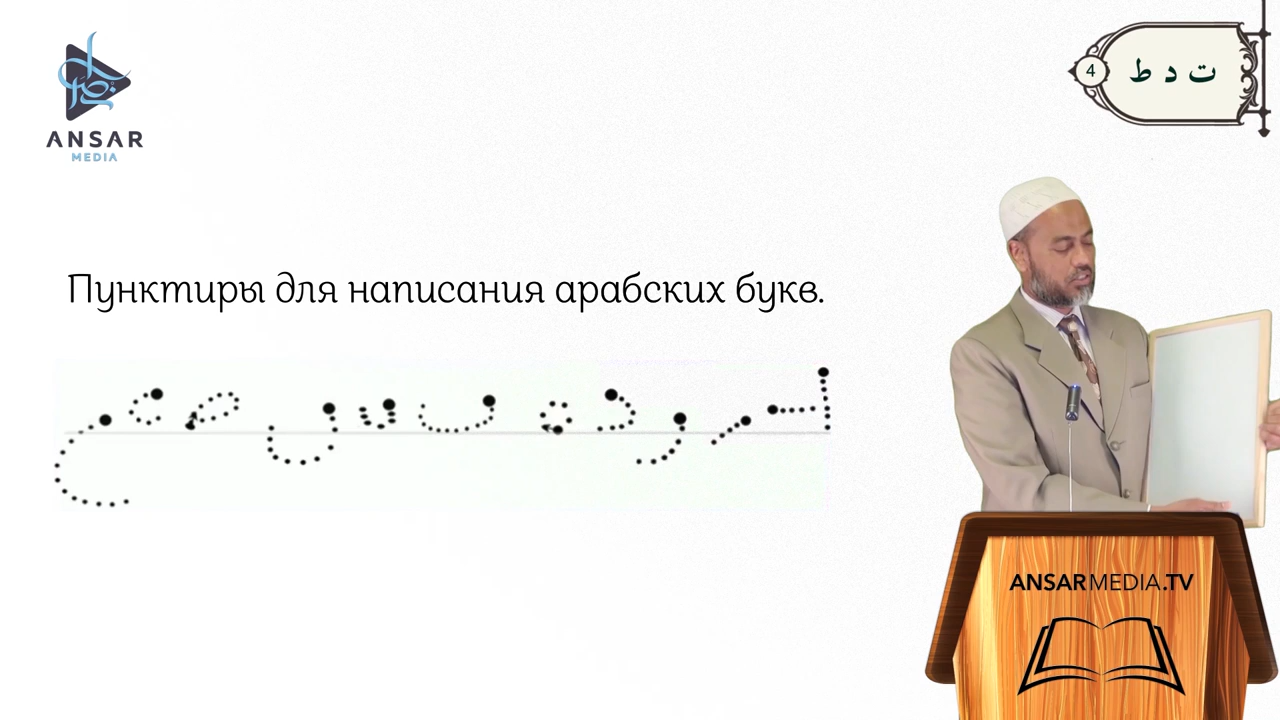 ANSAR
MEDIA
4
ت د ط
Пунктиры для написания арабских букв.
ANSARMEDIA.TV